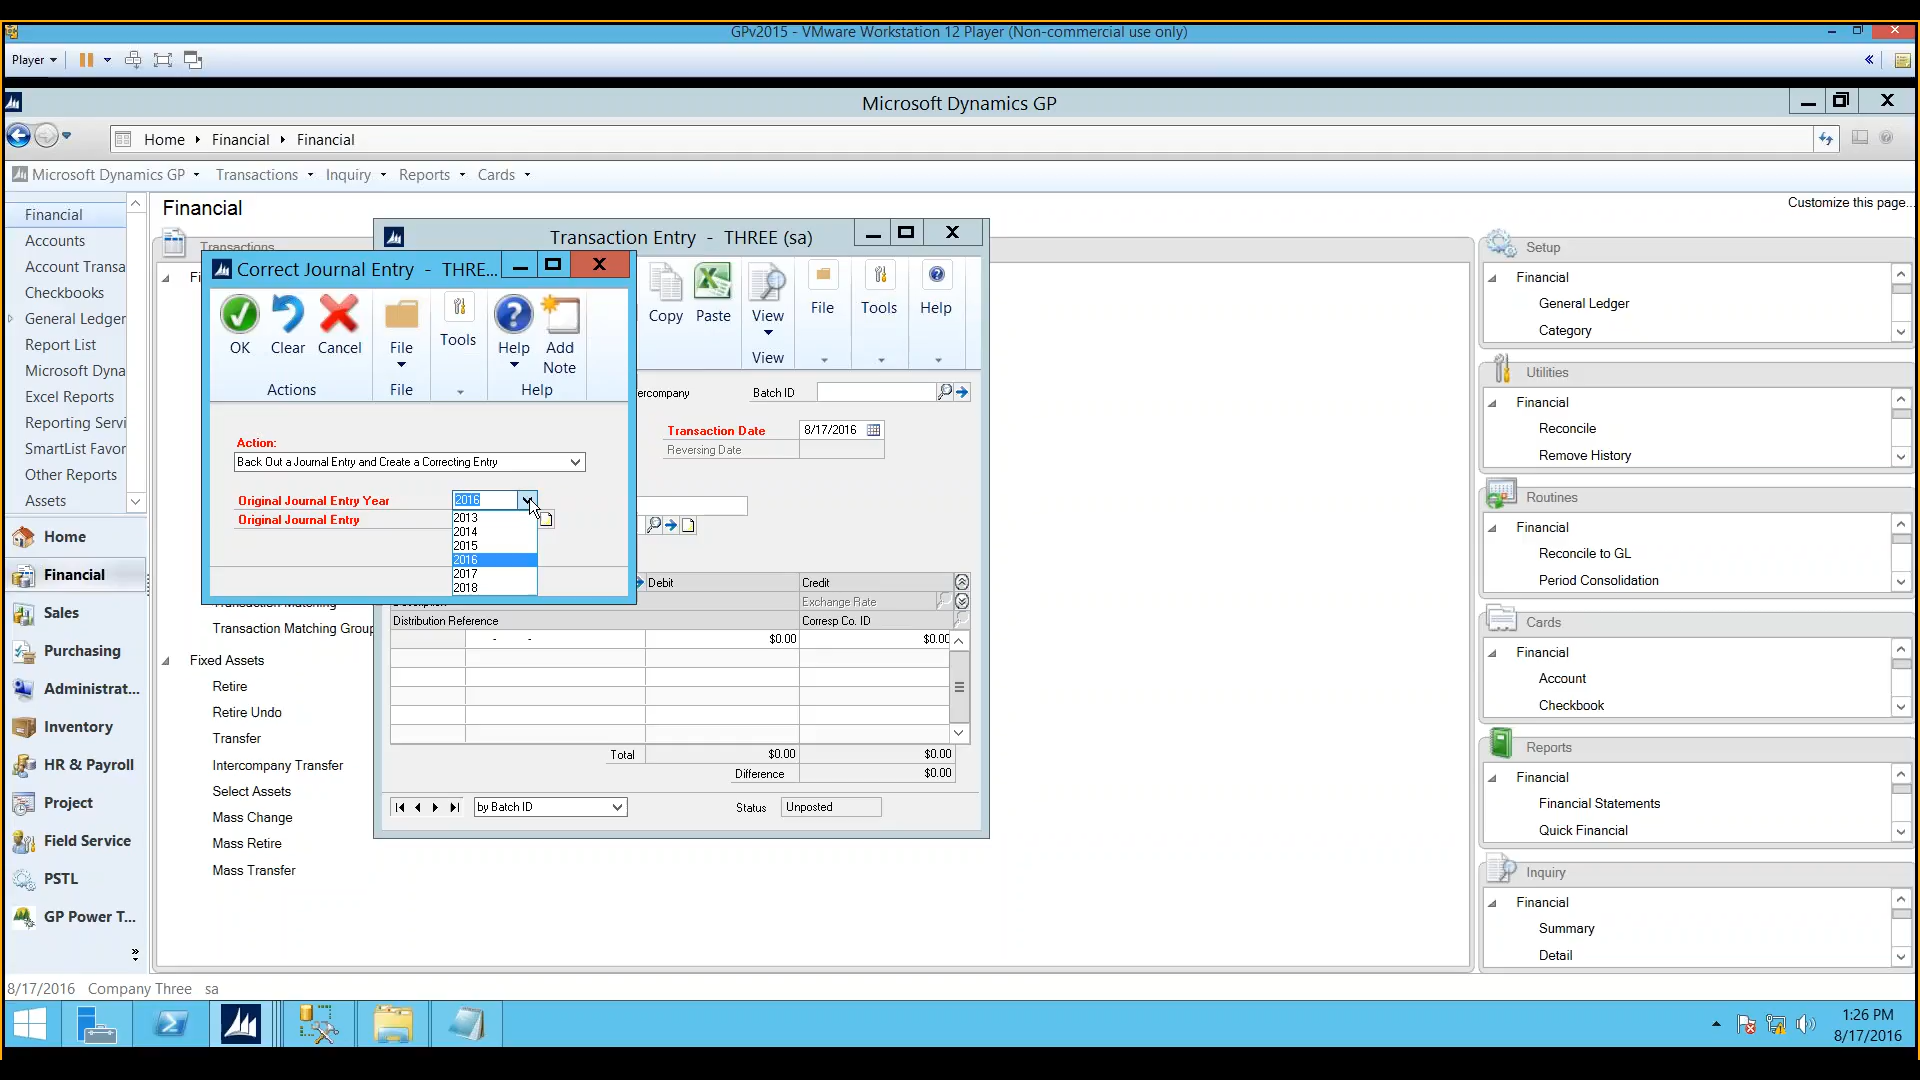 GPv2015 - VMware Workstation 12 Player (Non-commercial use only)
Player
Microsoft Dynamics GP
Home Financial Financial
Microsoft Dynamics GP Transactions Inquiry Reports Cards
Financial
Accounts
Account Transa
Checkbooks
General Ledger
Report List
Microsoft Dyna
Excel Reports
Reporting Servi
SmartList Favor
Other Reports
Assets
Home
Financial
Sales
Purchasing
Administrat...
Inventory
HR & Payroll
Project
Field Service
PSTL
GP Power T...
Financial
Customize this page...
Transactions
Fi
Transaction Matching
Transaction Matching Group
Fixed Assets
Retire
Retire Undo
Transfer
Intercompany Transfer
Select Assets
Mass Change
Mass Retire
Mass Transfer
Correct Journal Entry - THRE...
OK
Clear
Cancel
Actions
File
File
Tools
Help
Add
Note
Help
Action:
Back Out a Journal Entry and Create a Correcting Entry
Original Journal Entry Year 2016
Original Journal Entry
2013
2014
2015
2016
2017
2018
Transaction Entry - THREE (sa)
Copy
Paste
View
View
File
Tools
Help
ercompany
Batch ID
Transaction Date 8/17/2016
Reversing Date
Debit Credit
Exchange Rate
Distribution Reference Corresp Co. ID
- - $0.00 $0.00
Total $0.00 $0.00
Difference $0.00
by Batch ID Status Unposted
Setup
Financial
General Ledger
Category
Utilities
Financial
Reconcile
Remove History
Routines
Financial
Reconcile to GL
Period Consolidation
Cards
Financial
Account
Checkbook
Reports
Financial
Financial Statements
Quick Financial
Inquiry
Financial
Summary
Detail
8/17/2016 Company Three sa
1:26 PM
8/17/2016